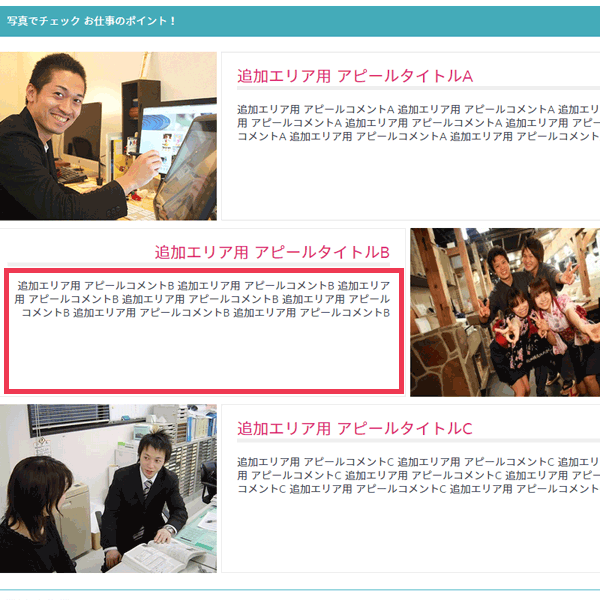 写真でチェック お仕事のポイント！
追加エリア用 アピールタイトルA
追加エリア用 アピールコメントA 追加エリア用 アピールコメントA 追加エリ
用 アピールコメントA 追加エリア用 アピールコメントA 追加エリア用 アピー
コメントA 追加エリア用 アピールコメントA 追加エリア用 アピールコメント
追加エリア用 アピールタイトルB
追加エリア用 アピールコメントB 追加エリア用 アピールコメントB 追加エリア
用 アピールコメントB 追加エリア用 アピールコメントB 追加エリア用 アピール
コメントB 追加エリア用 アピールコメントB 追加エリア用 アピールコメントB
追加エリア用 アピールタイトルC
追加エリア用 アピールコメントC 追加エリア用 アピールコメントC 追加エリ
用 アピールコメントC 追加エリア用 アピールコメントC 追加エリア用 アピー
コメントC 追加エリア用 アピールコメントC 追加エリア用 アピールコメント